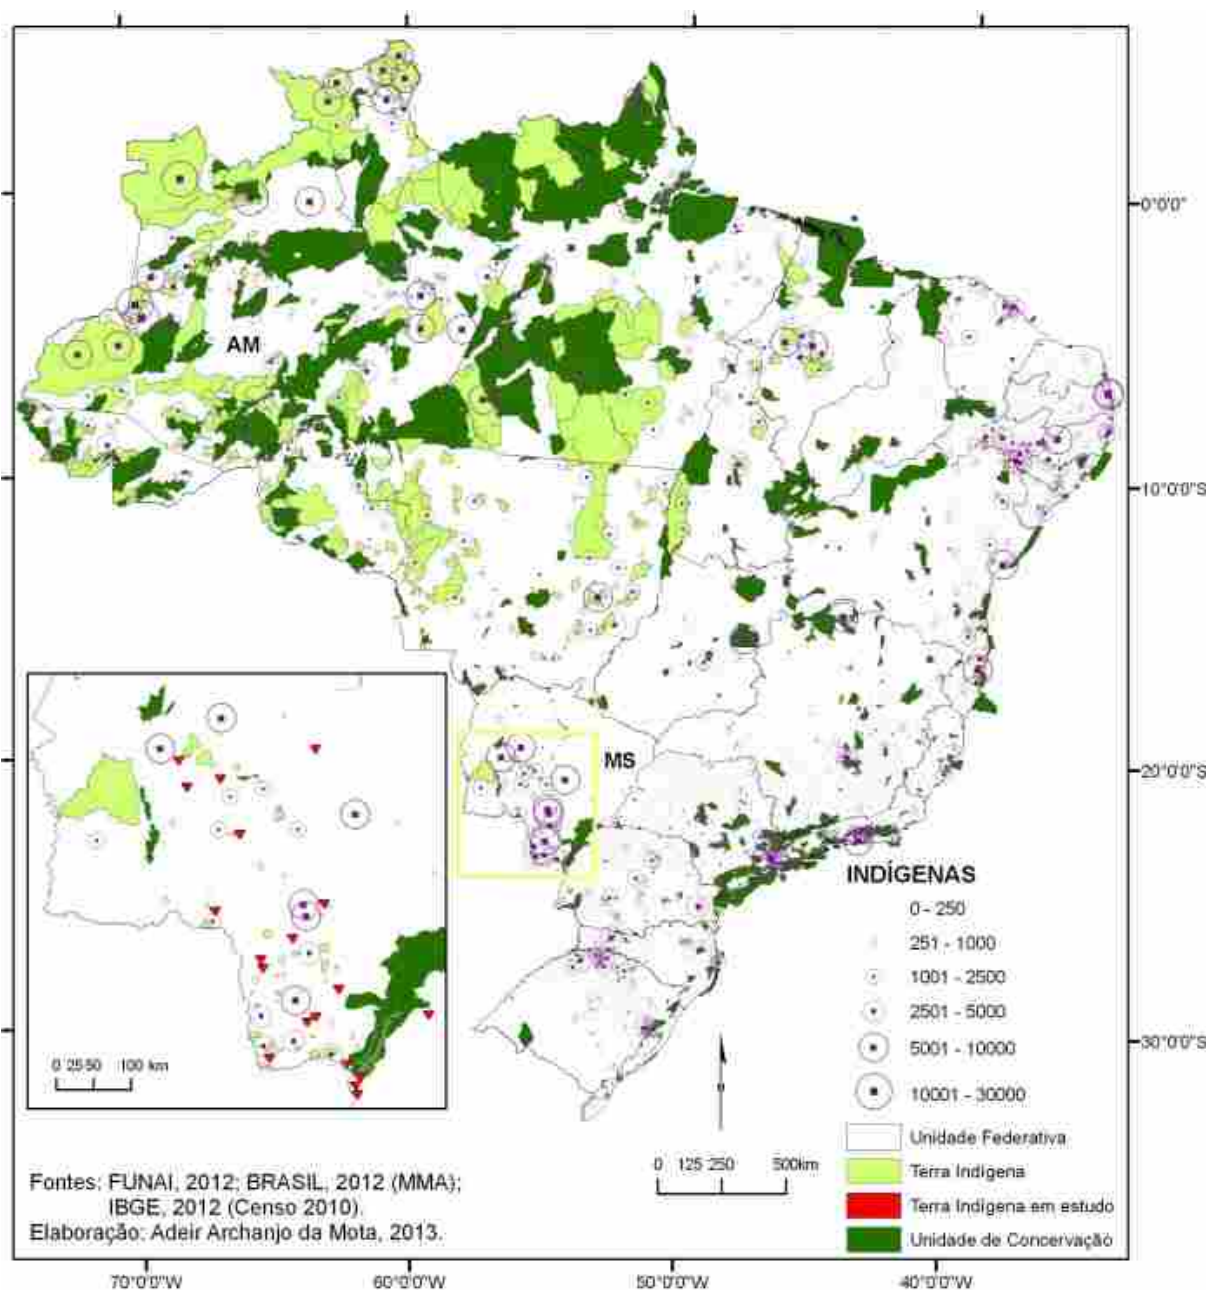 0°0'0"
AM
10°0'0"S
MS
20°0'0"S
INDÍGENAS
0 - 250
251 - 1000
1001 - 2500
2501 - 5000
5001 - 10000
10001 - 30000
30°0'0"S
0 25 50 100 km
0 125 250 500km
Unidade Federativa
Terra Indígena
Terra Indígena em estudo
Unidade de Concervação
Fontes: FUNAI, 2012; BRASIL, 2012 (MMA);
IBGE, 2012 (Censo 2010).
Elaboração: Adeir Archanjo da Mota, 2013.
70°0'0"W
60°0'0"W
50°0'0"W
40°0'0"W